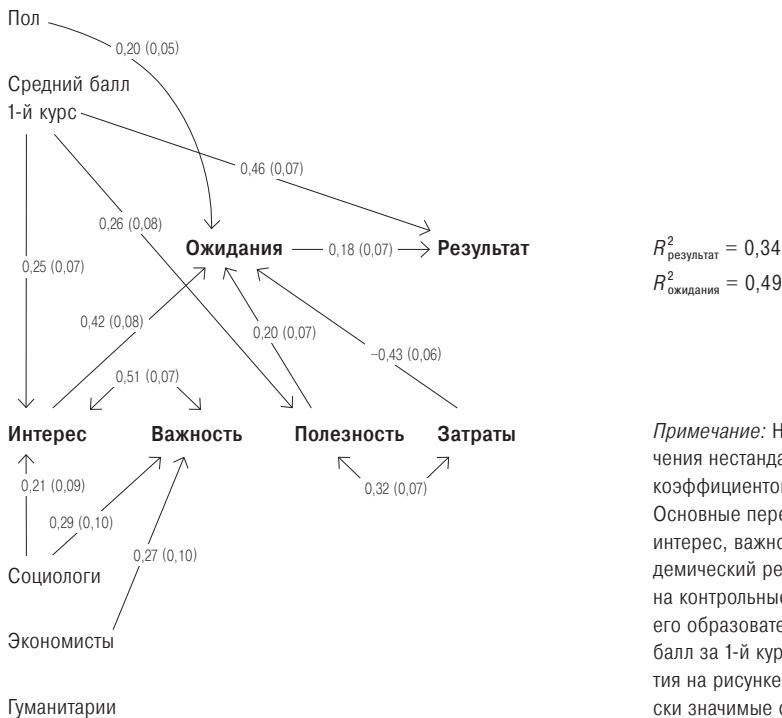 Пол
0,20 (0,05)
Средний балл
1-й курс
0,46 (0,07)
0,26 (0,08)
Ожидания
0,18 (0,07)
Результат
R²результат = 0,34
0,25 (0,07)
R²ожидания = 0,49
0,42 (0,08)
0,20 (0,07)
−0,43 (0,06)
0,51 (0,07)
Интерес
Важность
Полезность
Затраты
0,21 (0,09)
0,32 (0,07)
0,29 (0,10)
0,27 (0,10)
Социологи
Экономисты
Гуманитарии
Примечание: Н
чения нестанда
коэффициентов
Основные пере
интерес, важно
демический ре
на контрольные
его образовате
балл за 1-й кур
тия на рисунке
ски значимые с